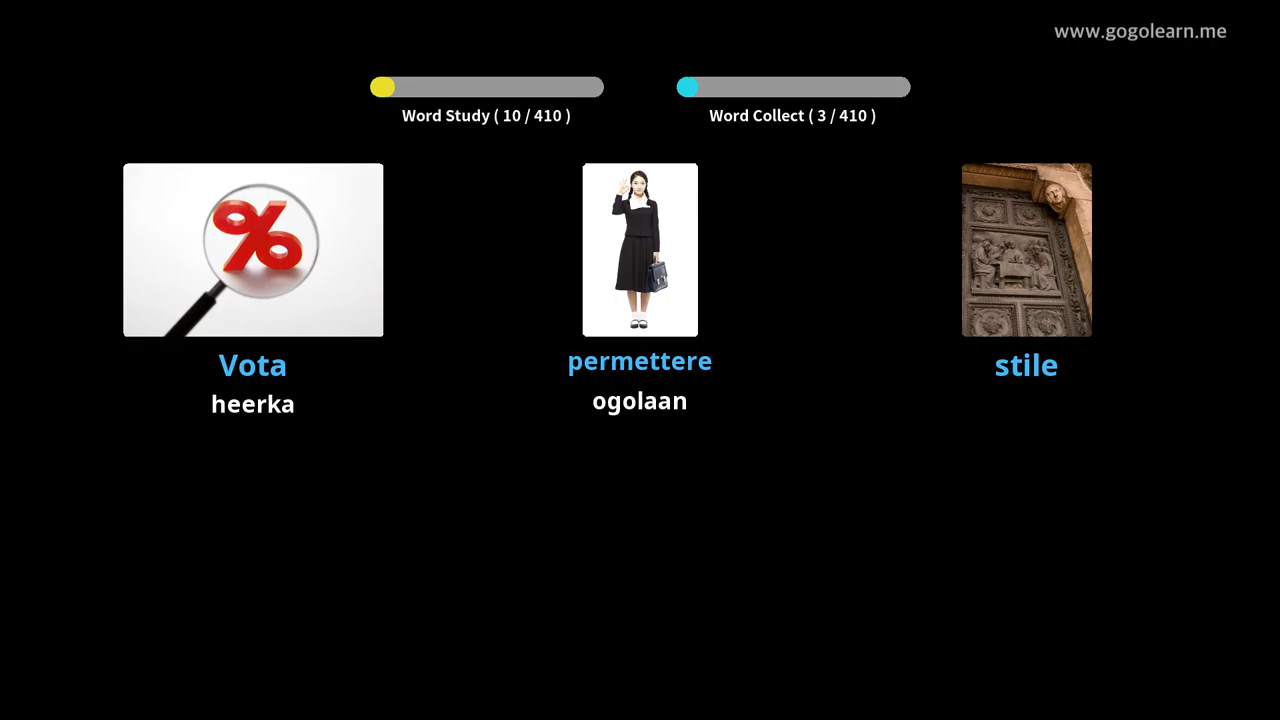 www.gogolearn.me
Word Study ( 10 / 410 )
Word Collect ( 3 / 410 )
%
Vota
permettere
stile
heerka
ogolaan